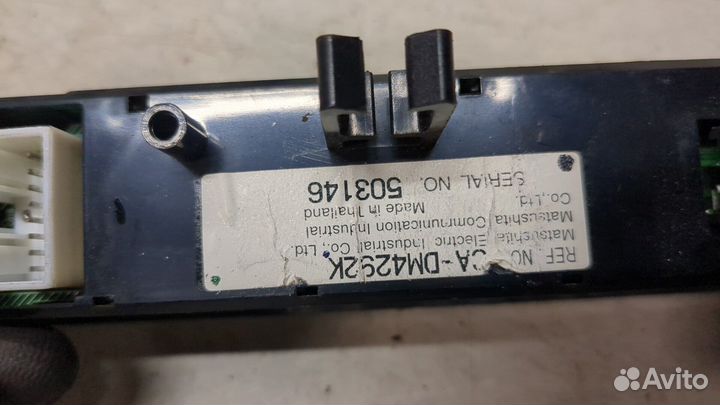 REF NO. CA-DM4292K
Matsushita Electric Industrial Co., Ltd.
Matsushita Communication Industrial
Co.,Ltd. Made in Thailand
SERIAL NO. 503146
Avito